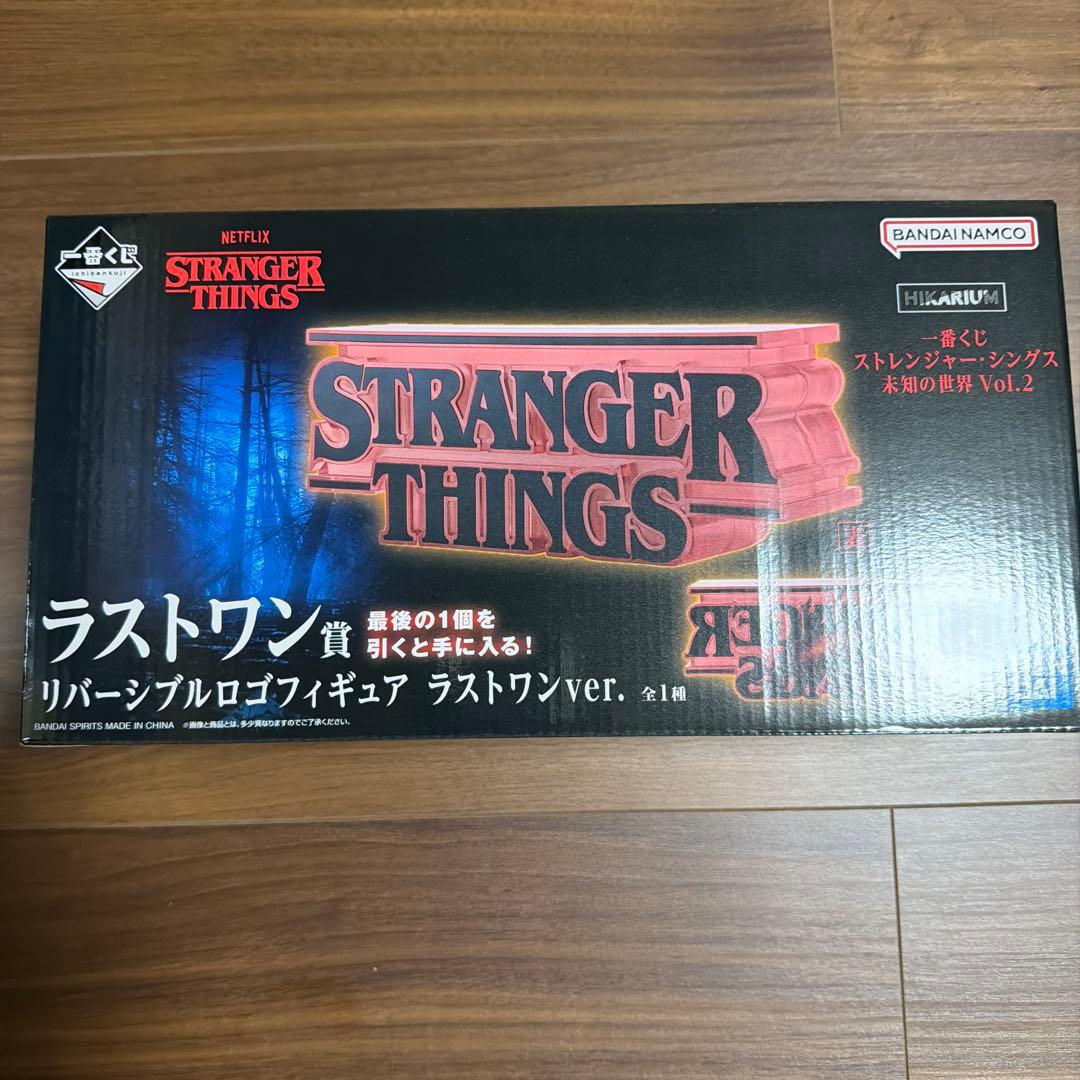 一番くじ
ichibankuji
NETFLIX
STRANGER
THINGS
BANDAI NAMCO
HIKARIUM
一番くじ
ストレンジャー・シングス
未知の世界 Vol.2
STRANGER
THINGS
ラストワン賞
最後の1個を
引くと手に入る!
リバーシブルロゴフィギュア ラストワンver. 全1種
BANDAI SPIRITS MADE IN CHINA ※画像と商品とは、多少異なりますのでご了承ください。